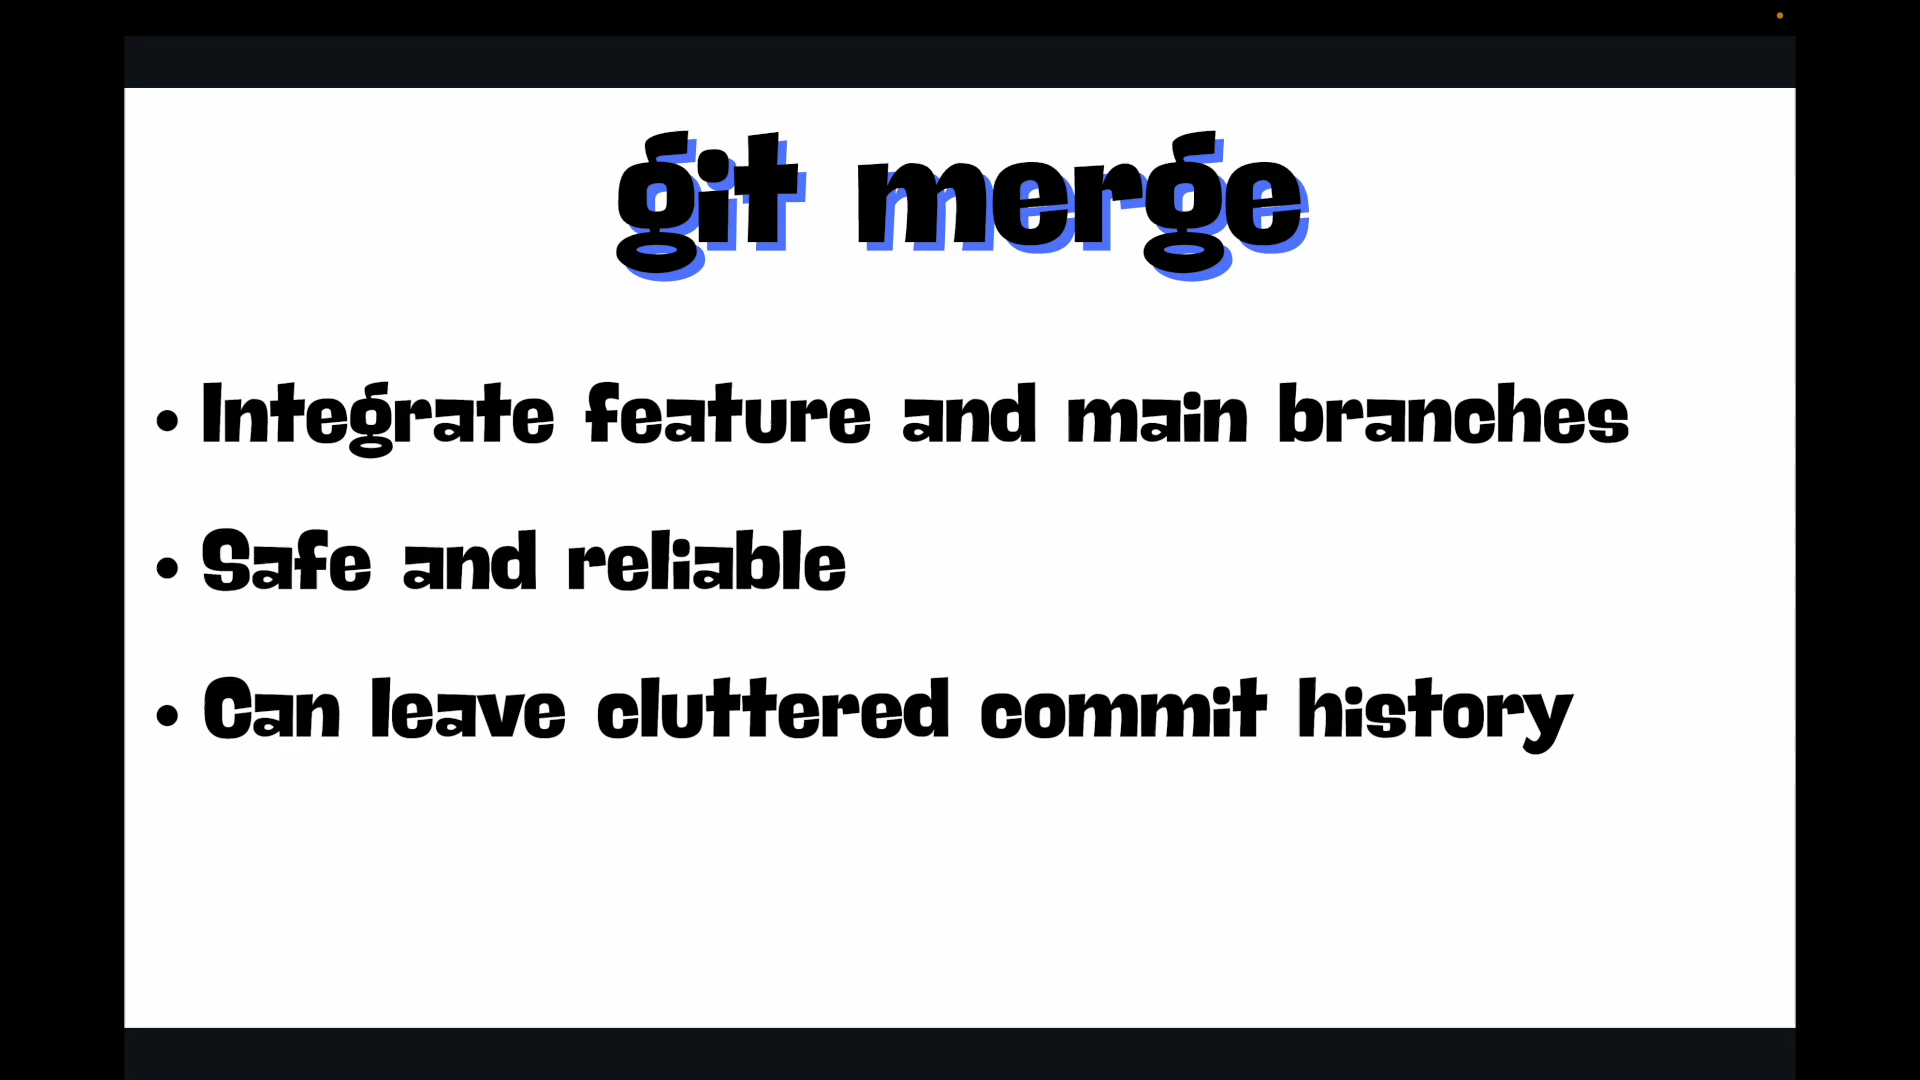 git merge
• Integrate feature and main branches
• Safe and reliable
• Can leave cluttered commit history